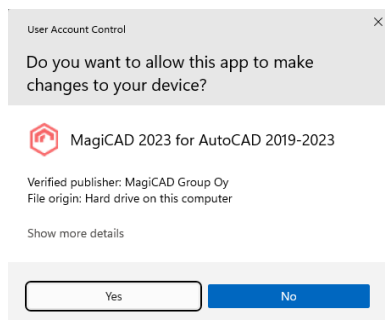 User Account Control
Do you want to allow this app to make
changes to your device?
MagiCAD 2023 for AutoCAD 2019-2023
Verified publisher: MagiCAD Group Oy
File origin: Hard drive on this computer
Show more details
Yes No